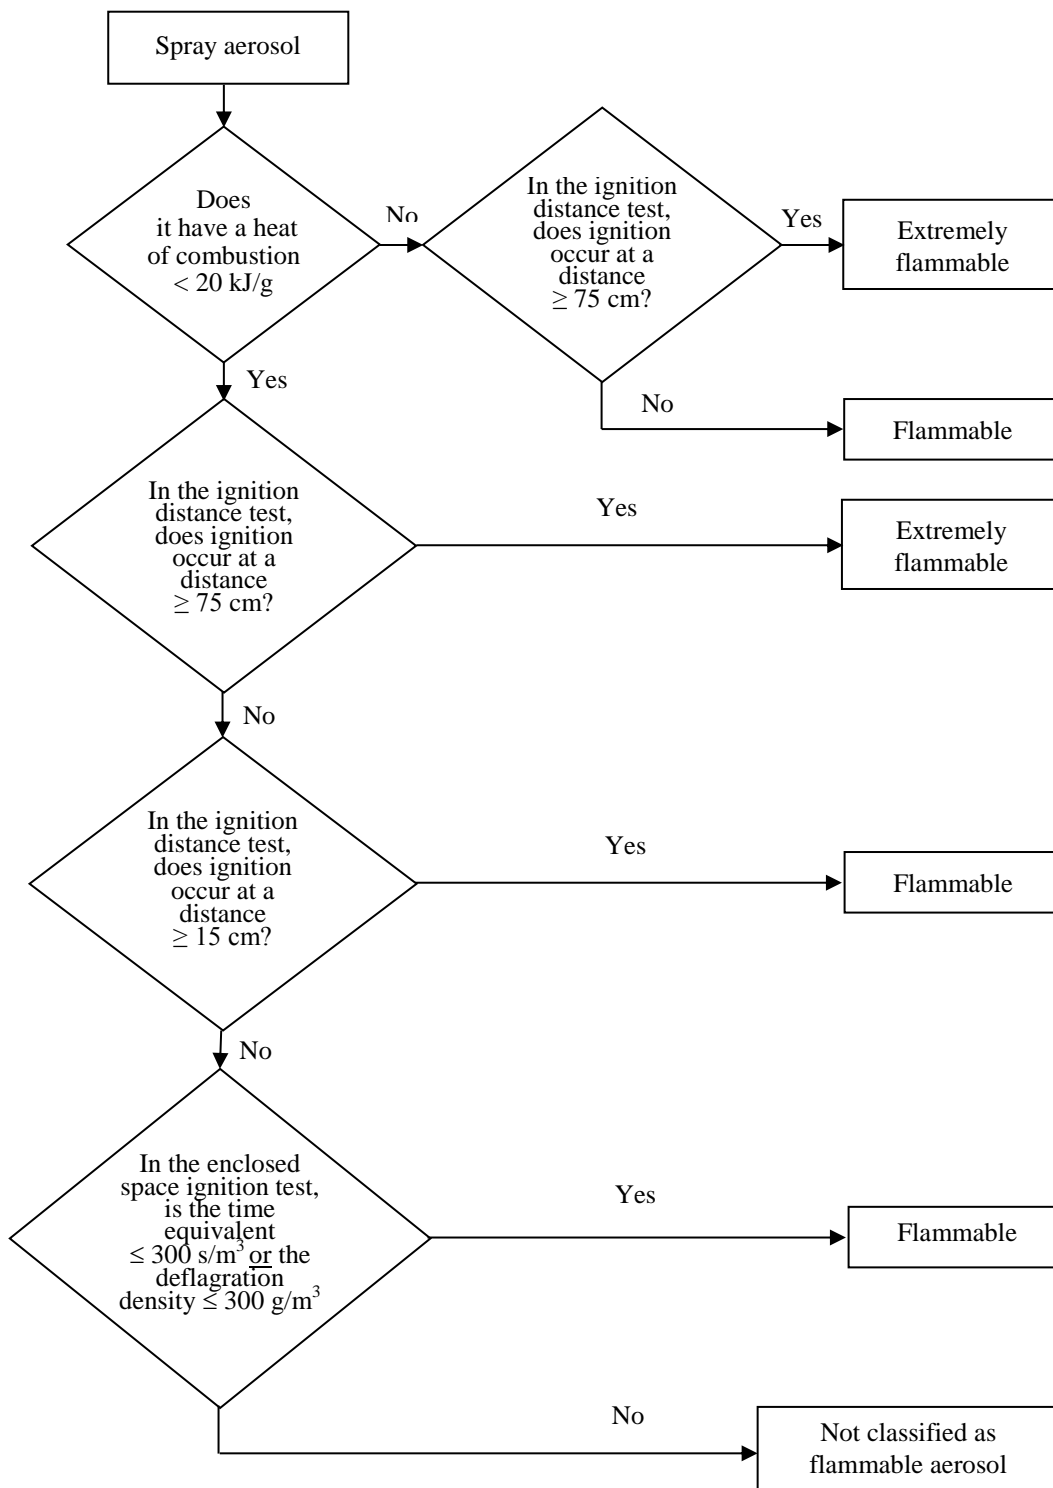 Spray aerosol
Does
it have a heat
of combustion
< 20 kJ/g
No
In the ignition
distance test,
does ignition
occur at a
distance
≥ 75 cm?
Yes
Extremely
flammable
Yes
No
Flammable
In the ignition
distance test,
does ignition
occur at a
distance
≥ 75 cm?
Yes
Extremely
flammable
No
In the ignition
distance test,
does ignition
occur at a
distance
≥ 15 cm?
Yes
Flammable
No
In the enclosed
space ignition test,
is the time
equivalent
≤ 300 s/m³ or the
deflagration
density ≤ 300 g/m³
Yes
Flammable
No
Not classified as
flammable aerosol